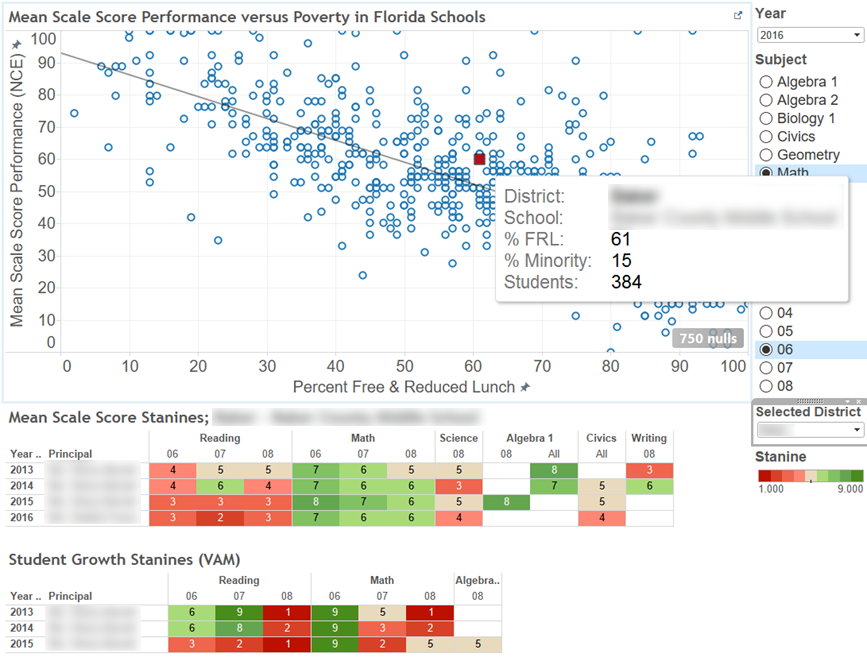 Mean Scale Score Performance versus Poverty in Florida Schools
Mean Scale Score Performance (NCE)
100
90
80
70
60
50
40
30
20
10
0
0 10 20 30 40 50 60 70 80 90 100
Percent Free & Reduced Lunch
750 nulls
District:
School:
% FRL: 61
% Minority: 15
Students: 384
Year
2016
Subject
Algebra 1
Algebra 2
Biology 1
Civics
Geometry
Math
04
05
06
07
08
Selected District
Stanine
1.000 9.000
Mean Scale Score Stanines;
Reading Math Science Algebra 1 Civics Writing
Year .. Principal 06 07 08 06 07 08 08 08 All All 08
2013 4 5 5 7 6 5 5 8 3
2014 4 6 4 7 6 6 3 7 5 6
2015 3 3 3 8 7 6 5 8 5
2016 3 2 3 7 6 6 4 4
Student Growth Stanines (VAM)
Reading Math Algebra..
Year .. Principal 06 07 08 06 07 08 08
2013 6 9 1 9 5 1
2014 6 8 2 9 3 2
2015 3 2 1 9 2 5 5